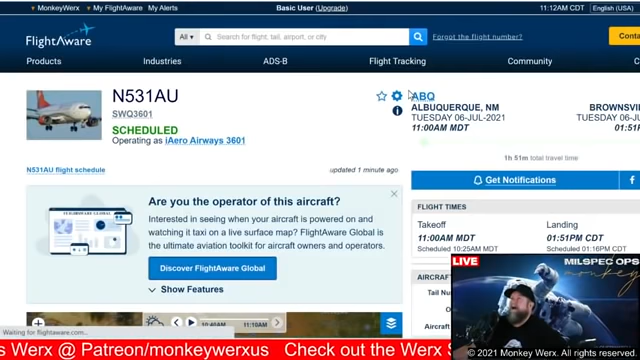 MonkeyWerx
My FlightAware
My Alerts
Basic User (Upgrade)
11:12AM CDT
English (USA)
FlightAware
All
Search for flight, tail, airport, or city
Forgot the flight number?
Products
Industries
ADS-B
Flight Tracking
Community
N531AU
SWQ3601
SCHEDULED
Operating as iAero Airways 3601
N531AU flight schedule
updated 1 minute ago
ABQ
ALBUQUERQUE, NM
TUESDAY 06-JUL-2021
11:00AM MDT
BROWNSVI
TUESDAY 06-J
01:51P
1h 51m total travel time
Get Notifications
FLIGHT TIMES
Takeoff
Landing
11:00AM MDT
01:51PM CDT
Scheduled 10:25AM MDT
Scheduled 01:16PM CDT
Are you the operator of this aircraft?
Interested in seeing when your aircraft is powered on and
watching it taxi on a live surface map? FlightAware Global is
the ultimate aviation toolkit for aircraft owners and operators.
Discover FlightAware Global
Show Features
AIRCRAF
Tail Nu
Aircra
LIVE
MILSPEC OPS
monkey
10:40AM
11:10AM
Waiting for flightaware.com...
s Werx @ Patreon/monkeywerxus Check out the Werx S
© 2021 Monkey Werx. All rights reserved.